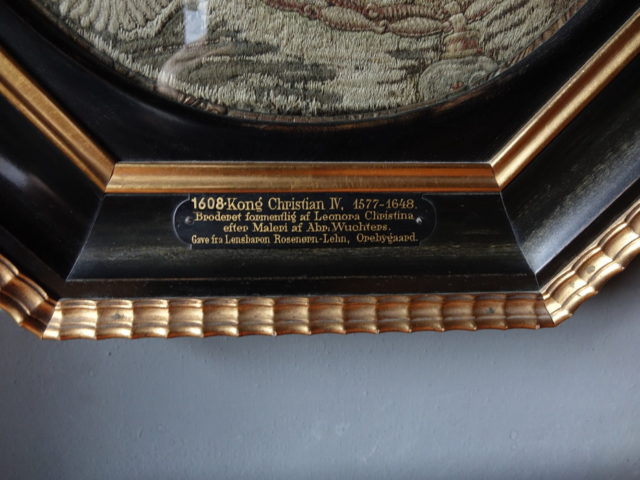 1608·Kong Christian IV, 1577-1648.
Broderet formentlig af Leonora Christina
efter Maleri af Abr. Wuchters.
Gave fra Lensbaron Rosenørn-Lehn, Orebygaard.